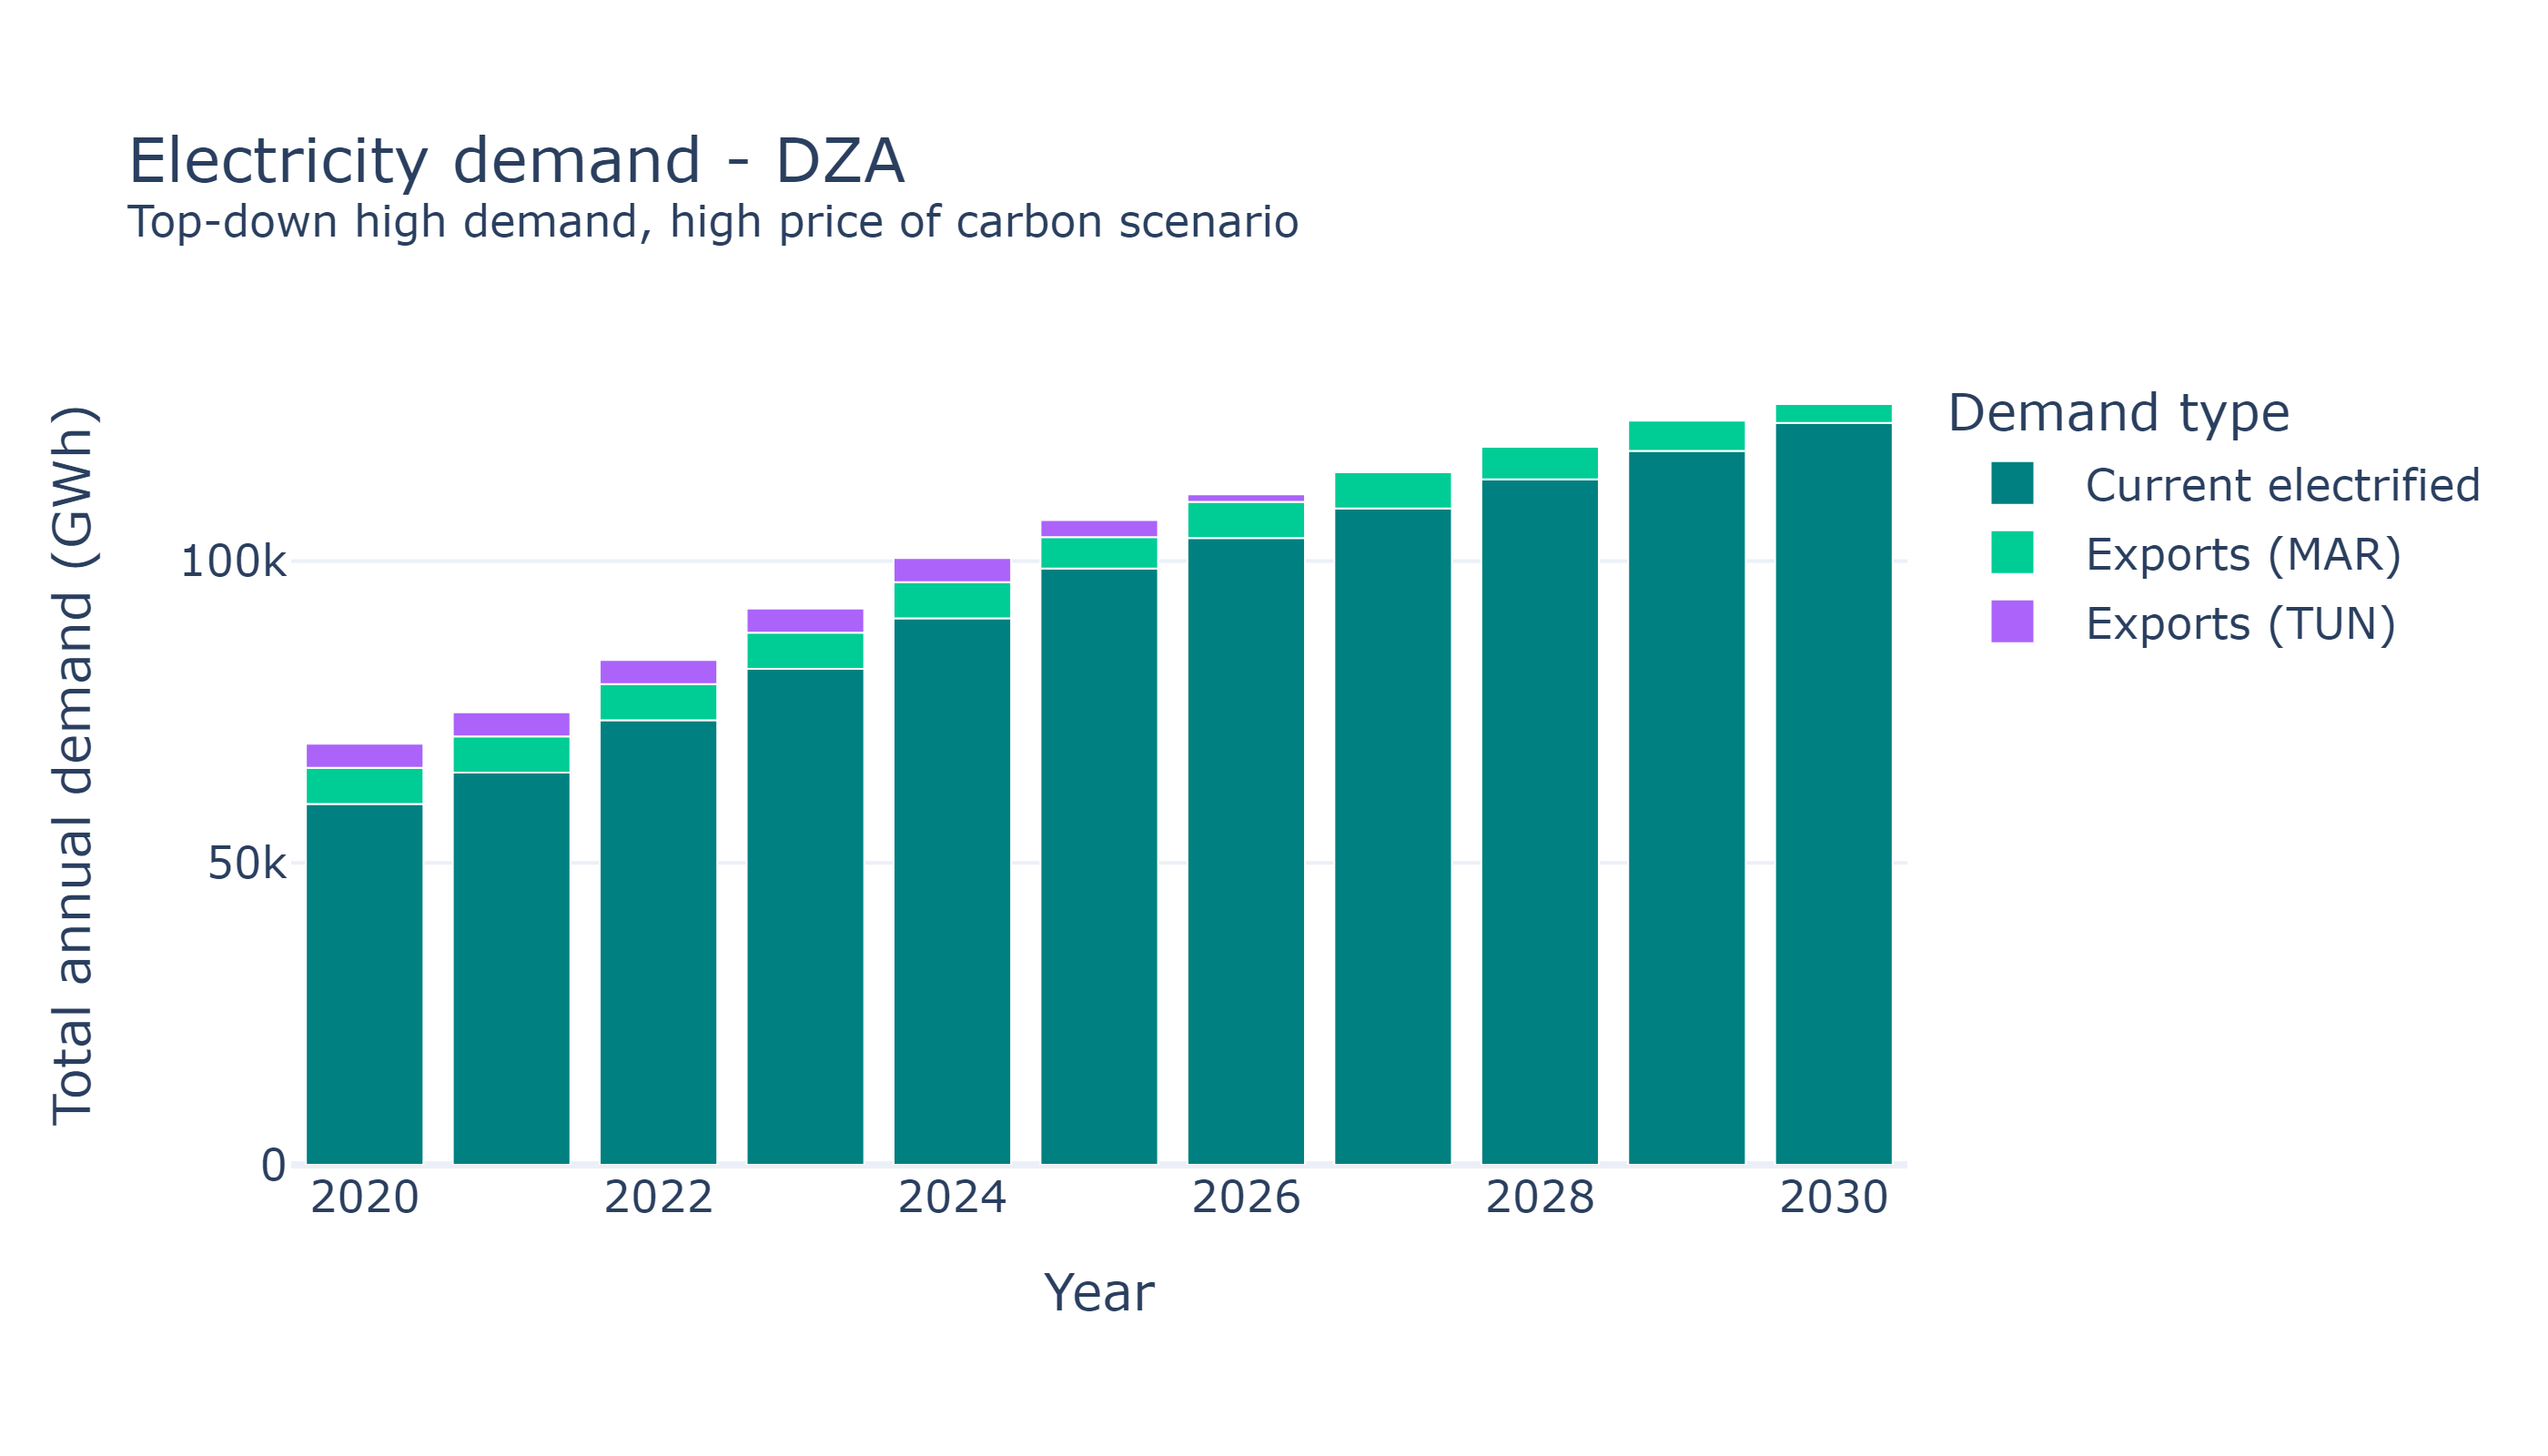 Electricity demand - DZA
Top-down high demand, high price of carbon scenario
Total annual demand (GWh)
100k
50k
0
2020
2022
2024
2026
2028
2030
Year
Demand type
Current electrified
Exports (MAR)
Exports (TUN)